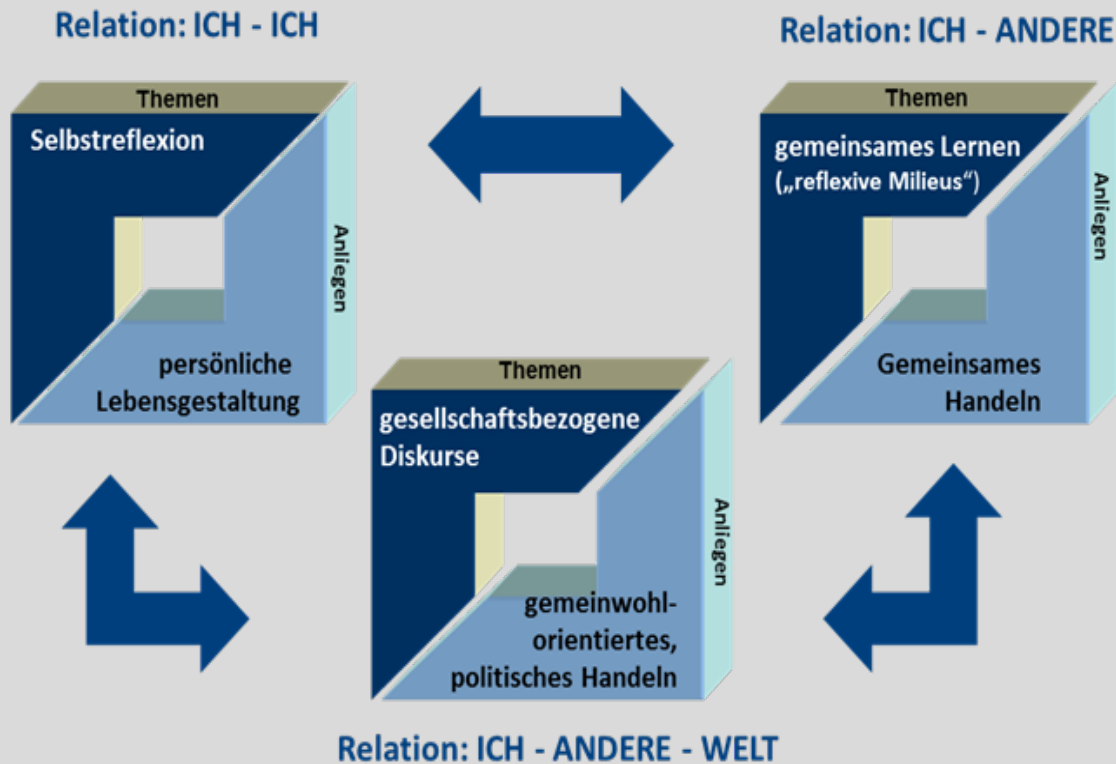 Relation: ICH - ICH
Relation: ICH - ANDERE
Themen
Selbstreflexion
Anliegen
persönliche
Lebensgestaltung
Themen
gemeinsames Lernen
(„reflexive Milieus“)
Anliegen
Gemeinsames
Handeln
Themen
gesellschaftsbezogene
Diskurse
Anliegen
gemeinwohl-
orientiertes,
politisches Handeln
Relation: ICH - ANDERE - WELT